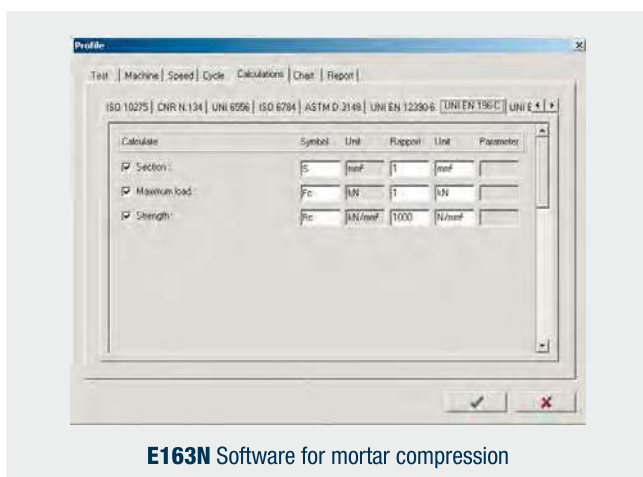 Profile
Test | Machine | Speed | Cycle | Calculations | Chart | Report |
ISO 10275 | CNR N.134 | UNI 6556 | ISO 6784 | ASTM D 3148 | UNI EN 12390-6 | UNI EN 196-C | UNI E
Calculate Symbol Unit Rapport Unit Parameter
Section : S mm² 1 mm²
Maximum load : Fc kN 1 kN
Strength : Rc kN/mm² 1000 N/mm²
E163N Software for mortar compression